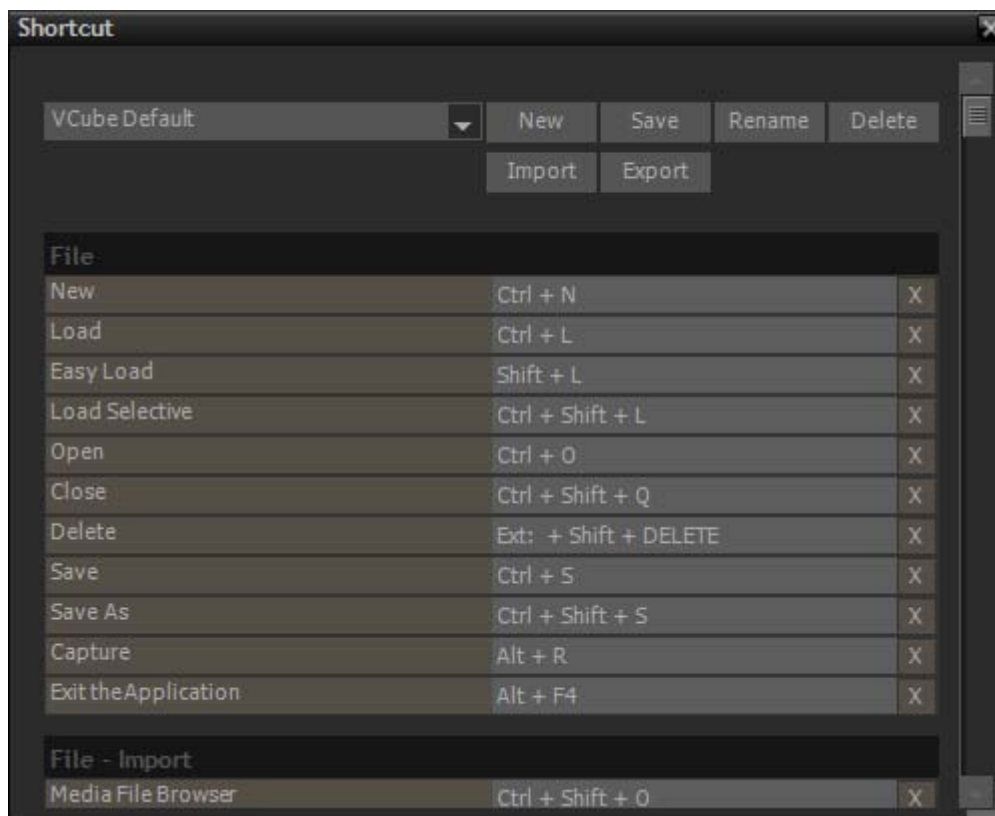 Shortcut
VCube Default New Save Rename Delete
Import Export
File
New Ctrl + N X
Load Ctrl + L X
Easy Load Shift + L X
Load Selective Ctrl + Shift + L X
Open Ctrl + O X
Close Ctrl + Shift + Q X
Delete Ext: + Shift + DELETE X
Save Ctrl + S X
Save As Ctrl + Shift + S X
Capture Alt + R X
Exit the Application Alt + F4 X
File - Import
Media File Browser Ctrl + Shift + O X